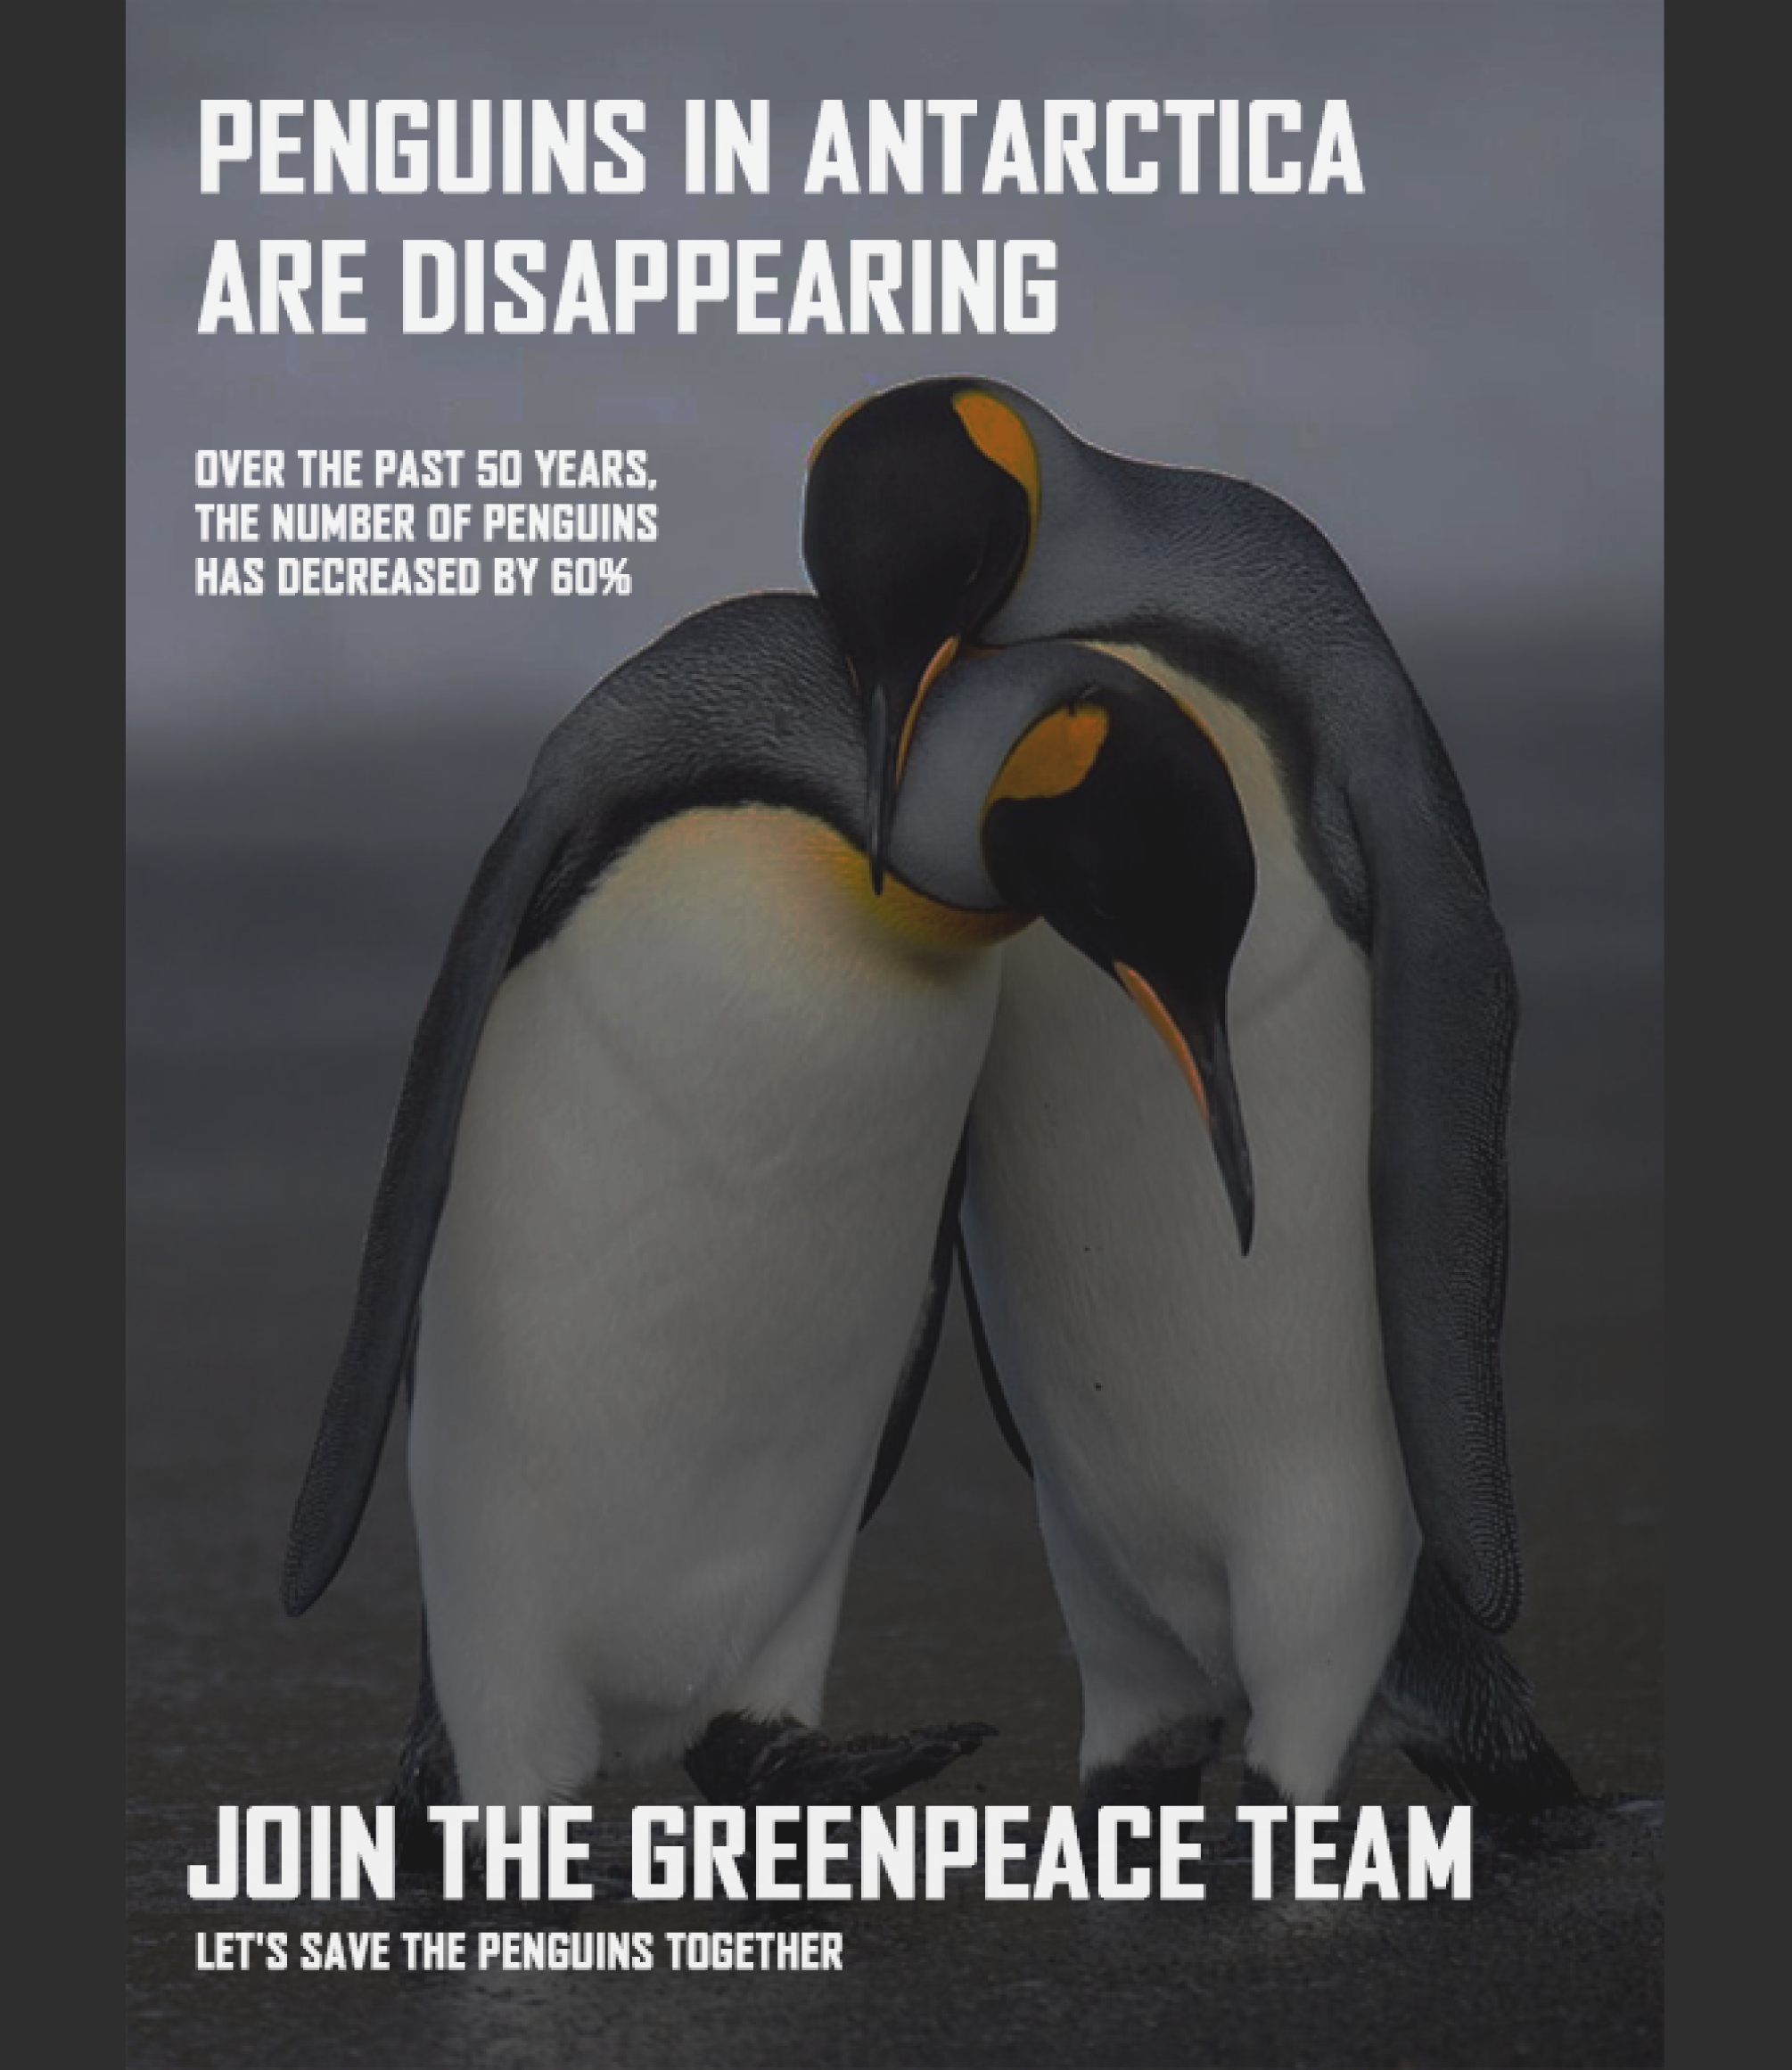 PENGUINS IN ANTARCTICA
ARE DISAPPEARING
OVER THE PAST 50 YEARS,
THE NUMBER OF PENGUINS
HAS DECREASED BY 60%
JOIN THE GREENPEACE TEAM
LET'S SAVE THE PENGUINS TOGETHER